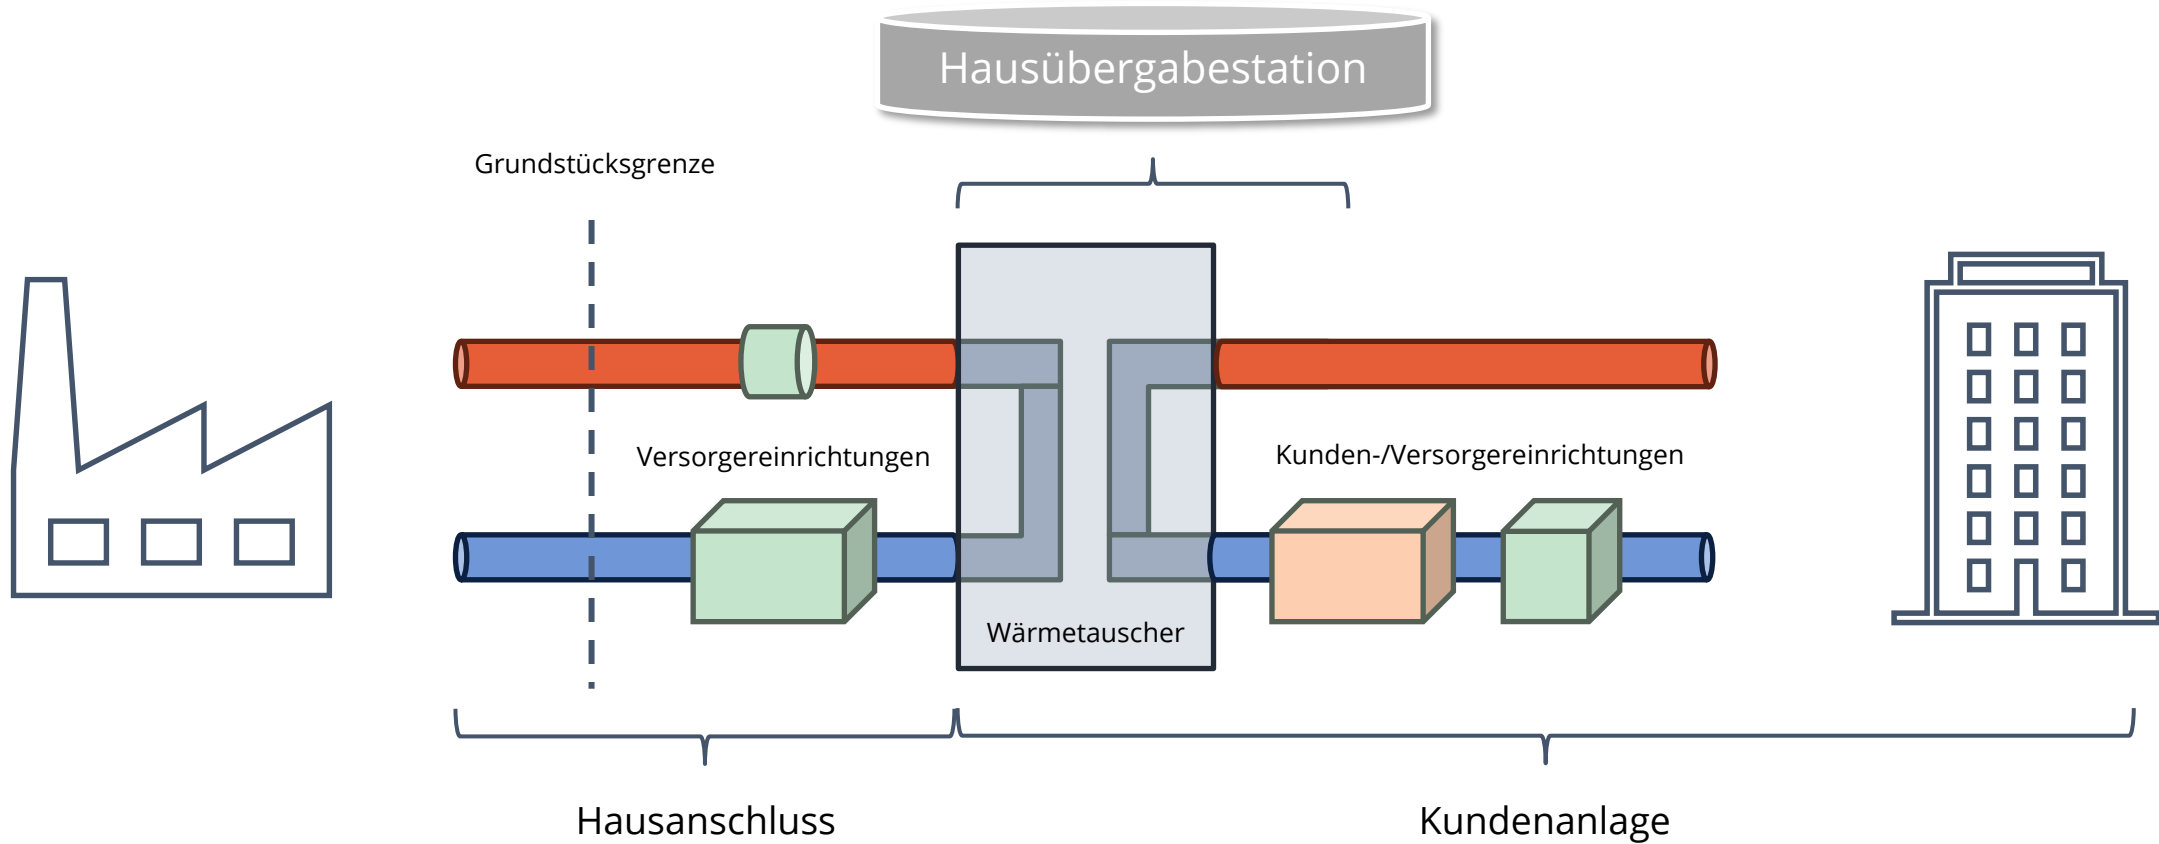 Hausübergabestation
Grundstücksgrenze
Versorgereinrichtungen
Kunden-/Versorgereinrichtungen
Wärmetauscher
Hausanschluss
Kundenanlage